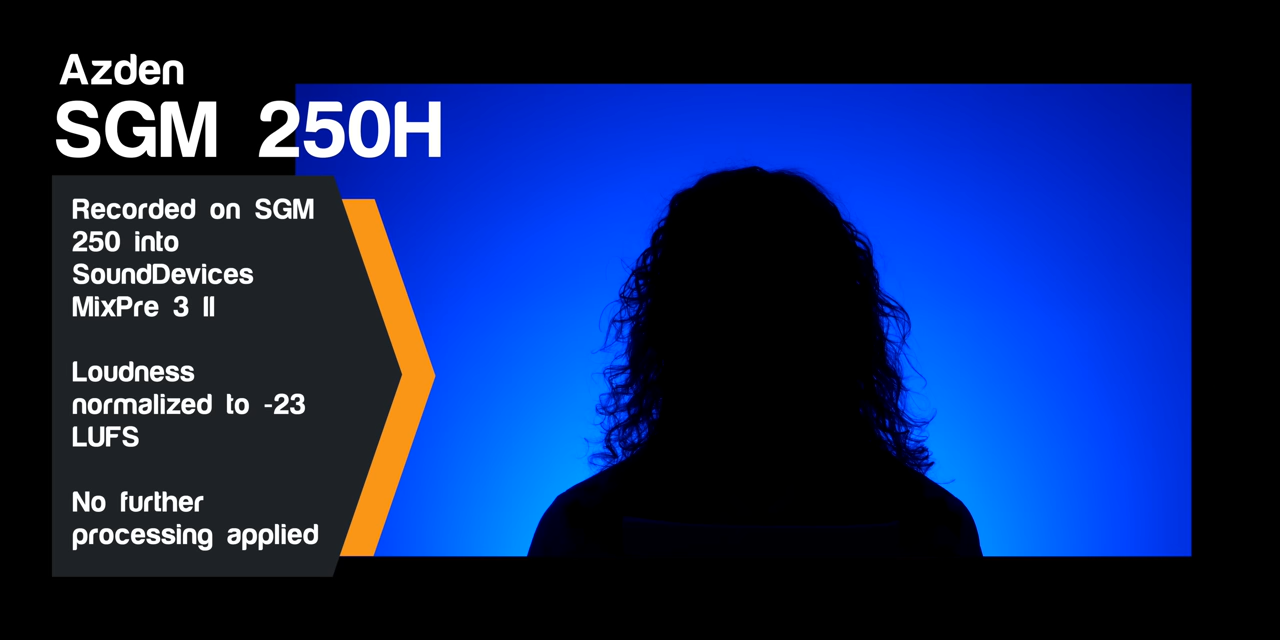 Azden
SGM 250H
Recorded on SGM
250 into
SoundDevices
MixPre 3 II
Loudness
normalized to -23
LUFS
No further
processing applied